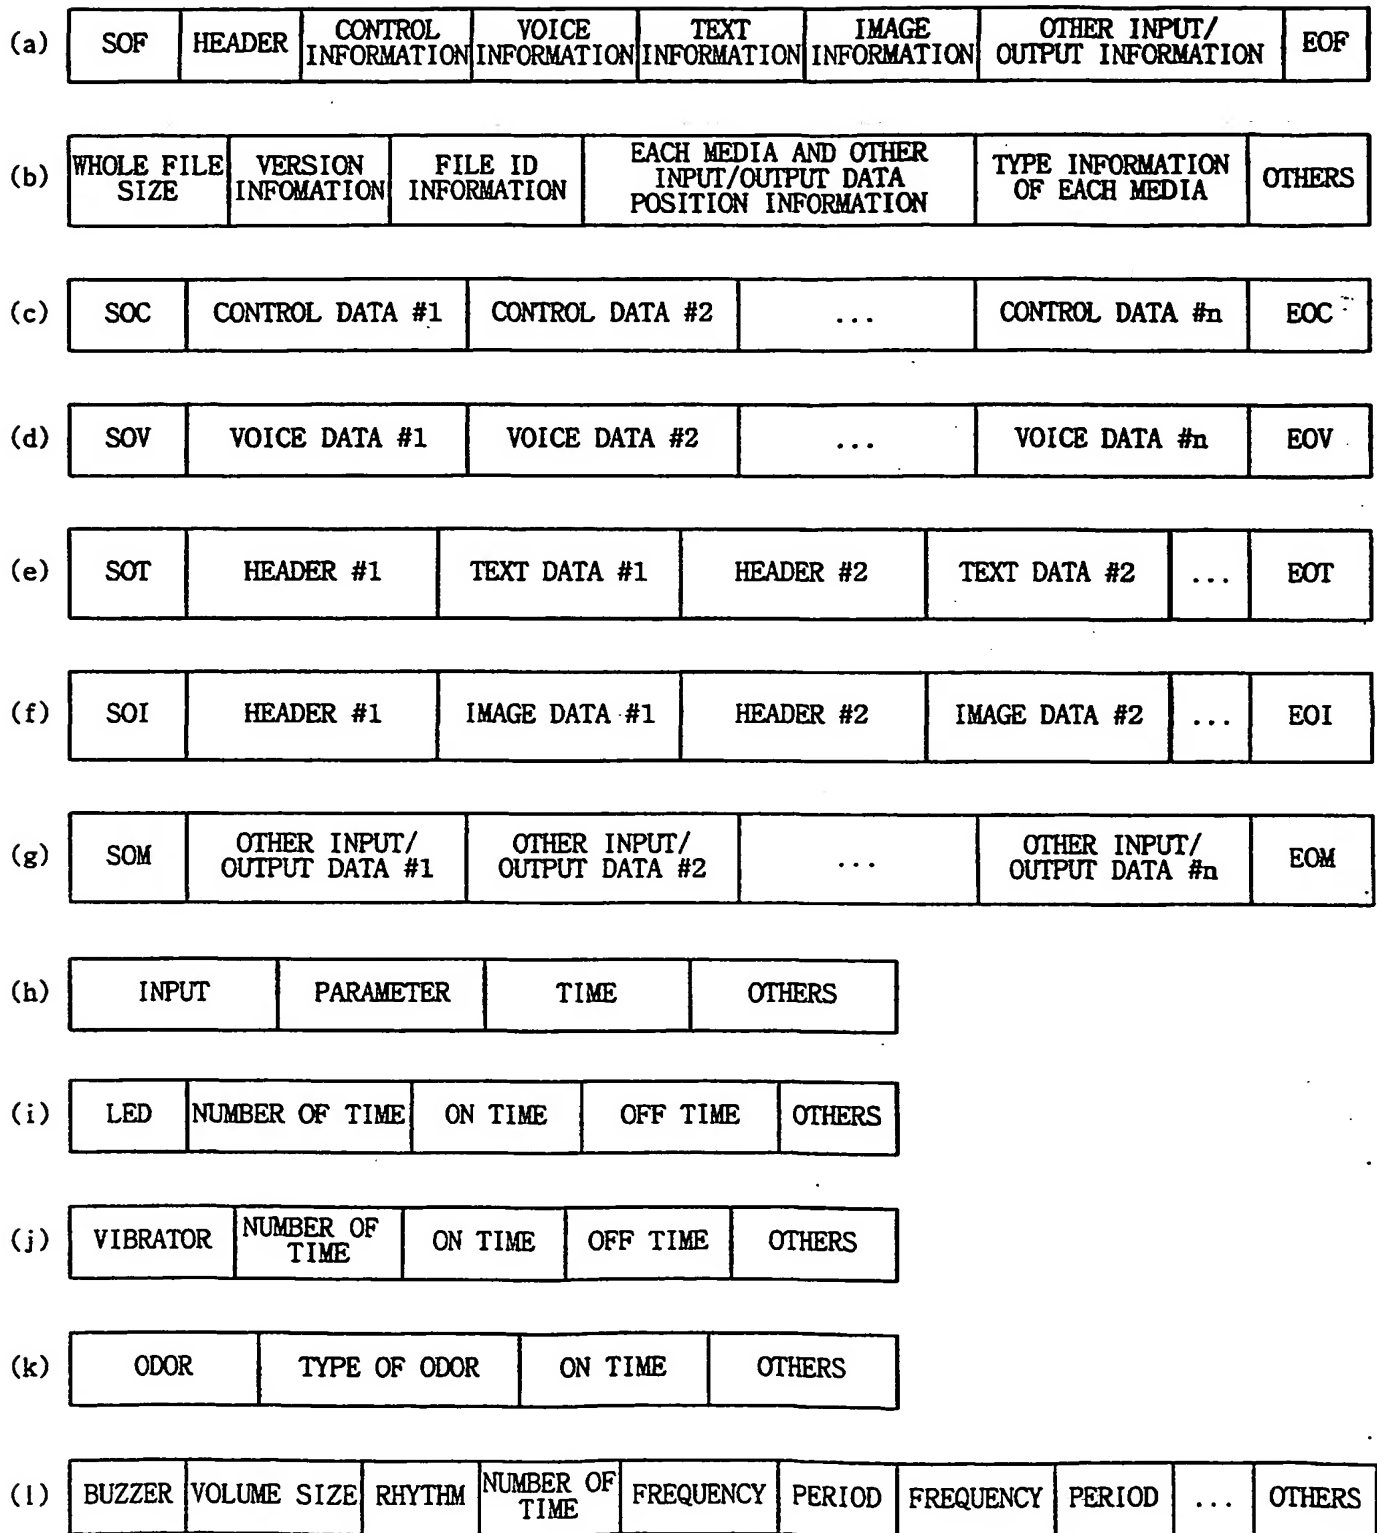 (a) SOF HEADER CONTROL INFORMATION VOICE INFORMATION TEXT INFORMATION IMAGE INFORMATION OTHER INPUT/ OUTPUT INFORMATION EOF
(b) WHOLE FILE SIZE VERSION INFOMATION FILE ID INFORMATION EACH MEDIA AND OTHER INPUT/OUTPUT DATA POSITION INFORMATION TYPE INFORMATION OF EACH MEDIA OTHERS
(c) SOC CONTROL DATA #1 CONTROL DATA #2 ... CONTROL DATA #n EOC
(d) SOV VOICE DATA #1 VOICE DATA #2 ... VOICE DATA #n EOV
(e) SOT HEADER #1 TEXT DATA #1 HEADER #2 TEXT DATA #2 ... EOT
(f) SOI HEADER #1 IMAGE DATA #1 HEADER #2 IMAGE DATA #2 ... EOI
(g) SOM OTHER INPUT/ OUTPUT DATA #1 OTHER INPUT/ OUTPUT DATA #2 ... OTHER INPUT/ OUTPUT DATA #n EOM
(h) INPUT PARAMETER TIME OTHERS
(i) LED NUMBER OF TIME ON TIME OFF TIME OTHERS
(j) VIBRATOR NUMBER OF TIME ON TIME OFF TIME OTHERS
(k) ODOR TYPE OF ODOR ON TIME OTHERS
(l) BUZZER VOLUME SIZE RHYTHM NUMBER OF TIME FREQUENCY PERIOD FREQUENCY PERIOD ... OTHERS